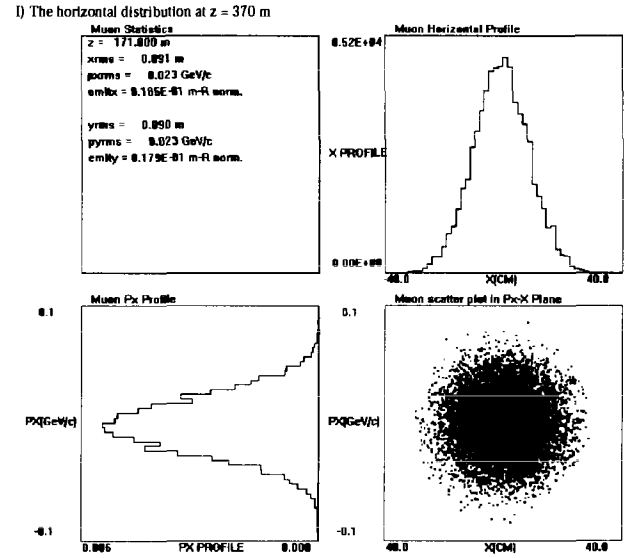 I) The horizontal distribution at z = 370 m
Muon Statistics
z = 171.000 m
xrms = 0.091 m
pxrms = 0.023 GeV/c
emitx = 0.185E-01 m-R norm.
yrms = 0.090 m
pyrms = 0.023 GeV/c
emity = 0.179E-01 m-R norm.
Muon Horizontal Profile
0.52E+04
X PROFILE
0.00E+00
-40.0
X(CM)
40.0
Muon Px Profile
0.1
PX(GeV/c)
-0.1
0.006
PX PROFILE
0.000
Muon scatter plot in Px-X Plane
0.1
PX(GeV/c)
-0.1
40.0
X(CM)
40.0